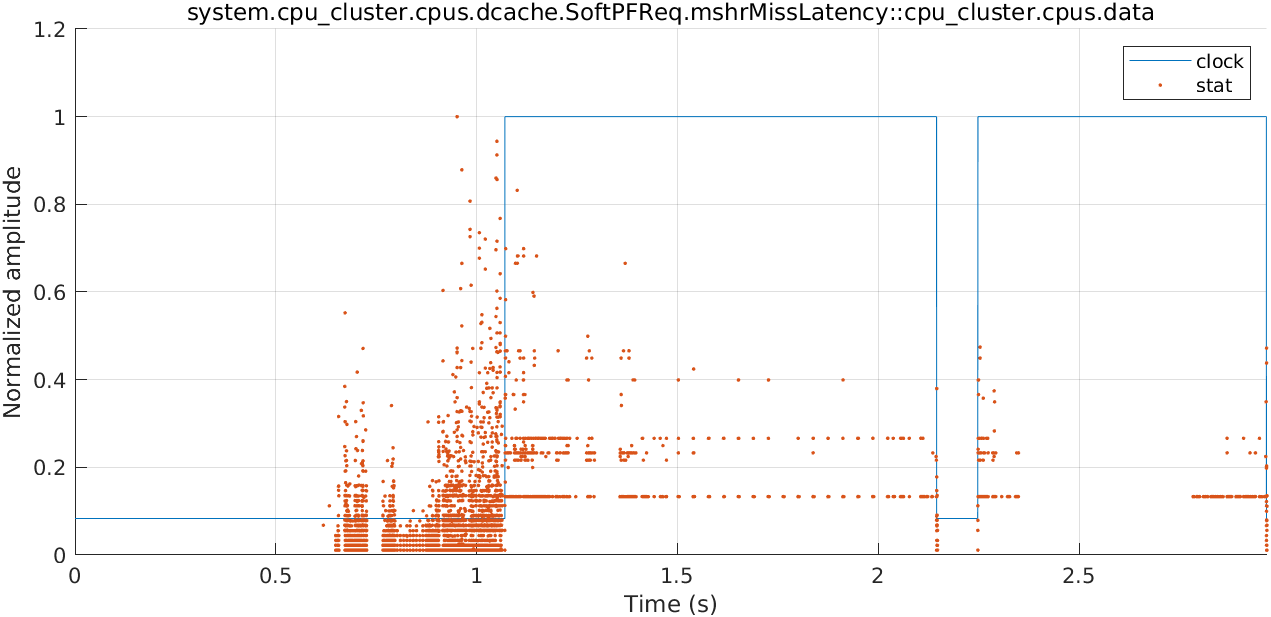 system.cpu_cluster.cpus.dcache.SoftPFReq.mshrMissLatency::cpu_cluster.cpus.data
1.2
1
0.8
0.6
0.4
0.2
0
Normalized amplitude
clock
stat
0
0.5
1
1.5
2
2.5
Time (s)